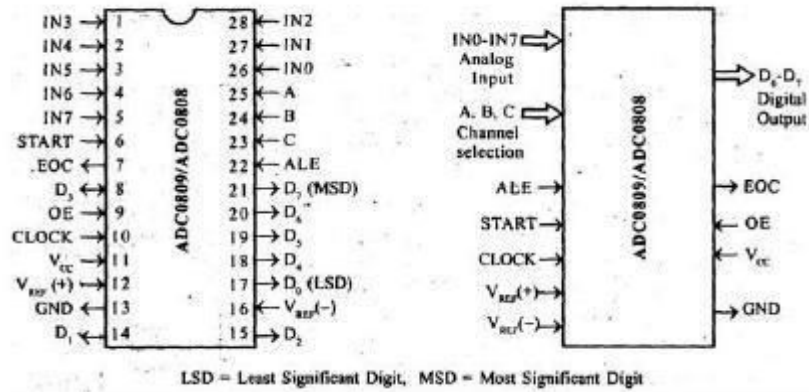 IN3 1 28 IN2
IN4 2 27 IN1
IN5 3 26 IN0
IN6 4 25 A
IN7 5 24 B
START 6 23 C
EOC 7 22 ALE
D3 8 21 D7 (MSD)
OE 9 20 D6
CLOCK 10 19 D5
VCC 11 18 D4
VREF (+) 12 17 D0 (LSD)
GND 13 16 VREF(−)
D1 14 15 D2
ADC0809/ADC0808
IN0-IN7
Analog
Input
A, B, C
Channel
selection
ALE
START
CLOCK
VREF(+)
VREF(−)
ADC0809/ADC0808
Digital
Output
EOC
OE
VCC
GND
LSD = Least Significant Digit, MSD = Most Significant Digit